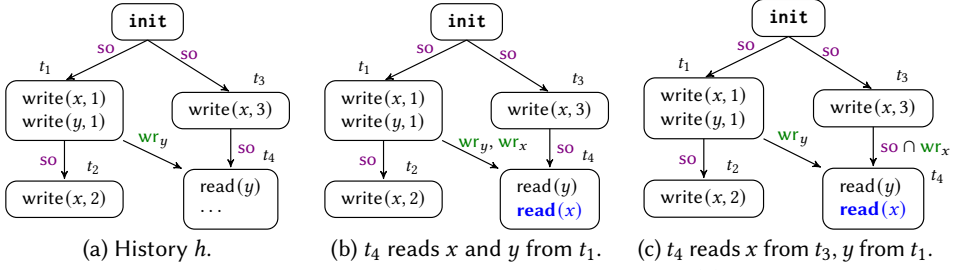 init
so
so
t1
write(x, 1)
write(y, 1)
t3
write(x, 3)
wry
so
so
t2
write(x, 2)
t4
read(y)
...
(a) History h.
init
so
so
t1
write(x, 1)
write(y, 1)
t3
write(x, 3)
wry, wrx
so
so
t2
write(x, 2)
t4
read(y)
read(x)
(b) t4 reads x and y from t1.
init
so
so
t1
write(x, 1)
write(y, 1)
t3
write(x, 3)
wry
so ∩ wrx
so
t2
write(x, 2)
t4
read(y)
read(x)
(c) t4 reads x from t3, y from t1.